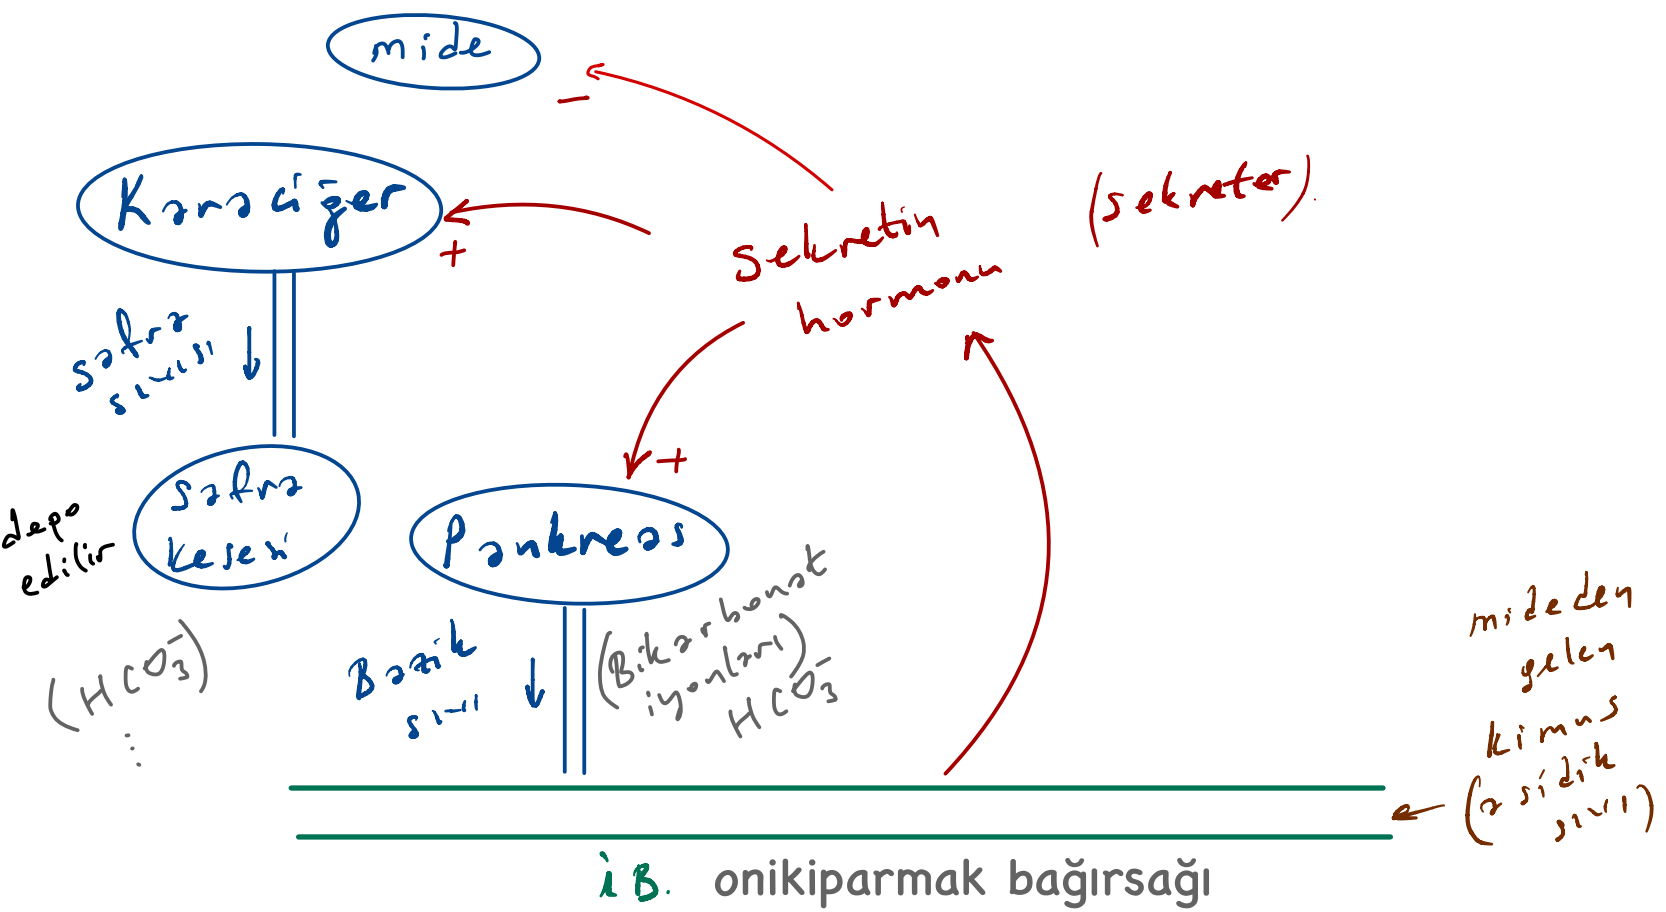 mide
−
Karaciğer
+
sekretin
hormonu
(sekreter)
safra
sıvısı
safra
kesesi
depo
edilir
(HCO₃⁻)
...
+
Pankreas
Bazik
sıvı
(Bikarbonat
iyonları)
HCO₃⁻
mideden
gelen
kimus
(asidik
sıvı)
İB. onikiparmak bağırsağı